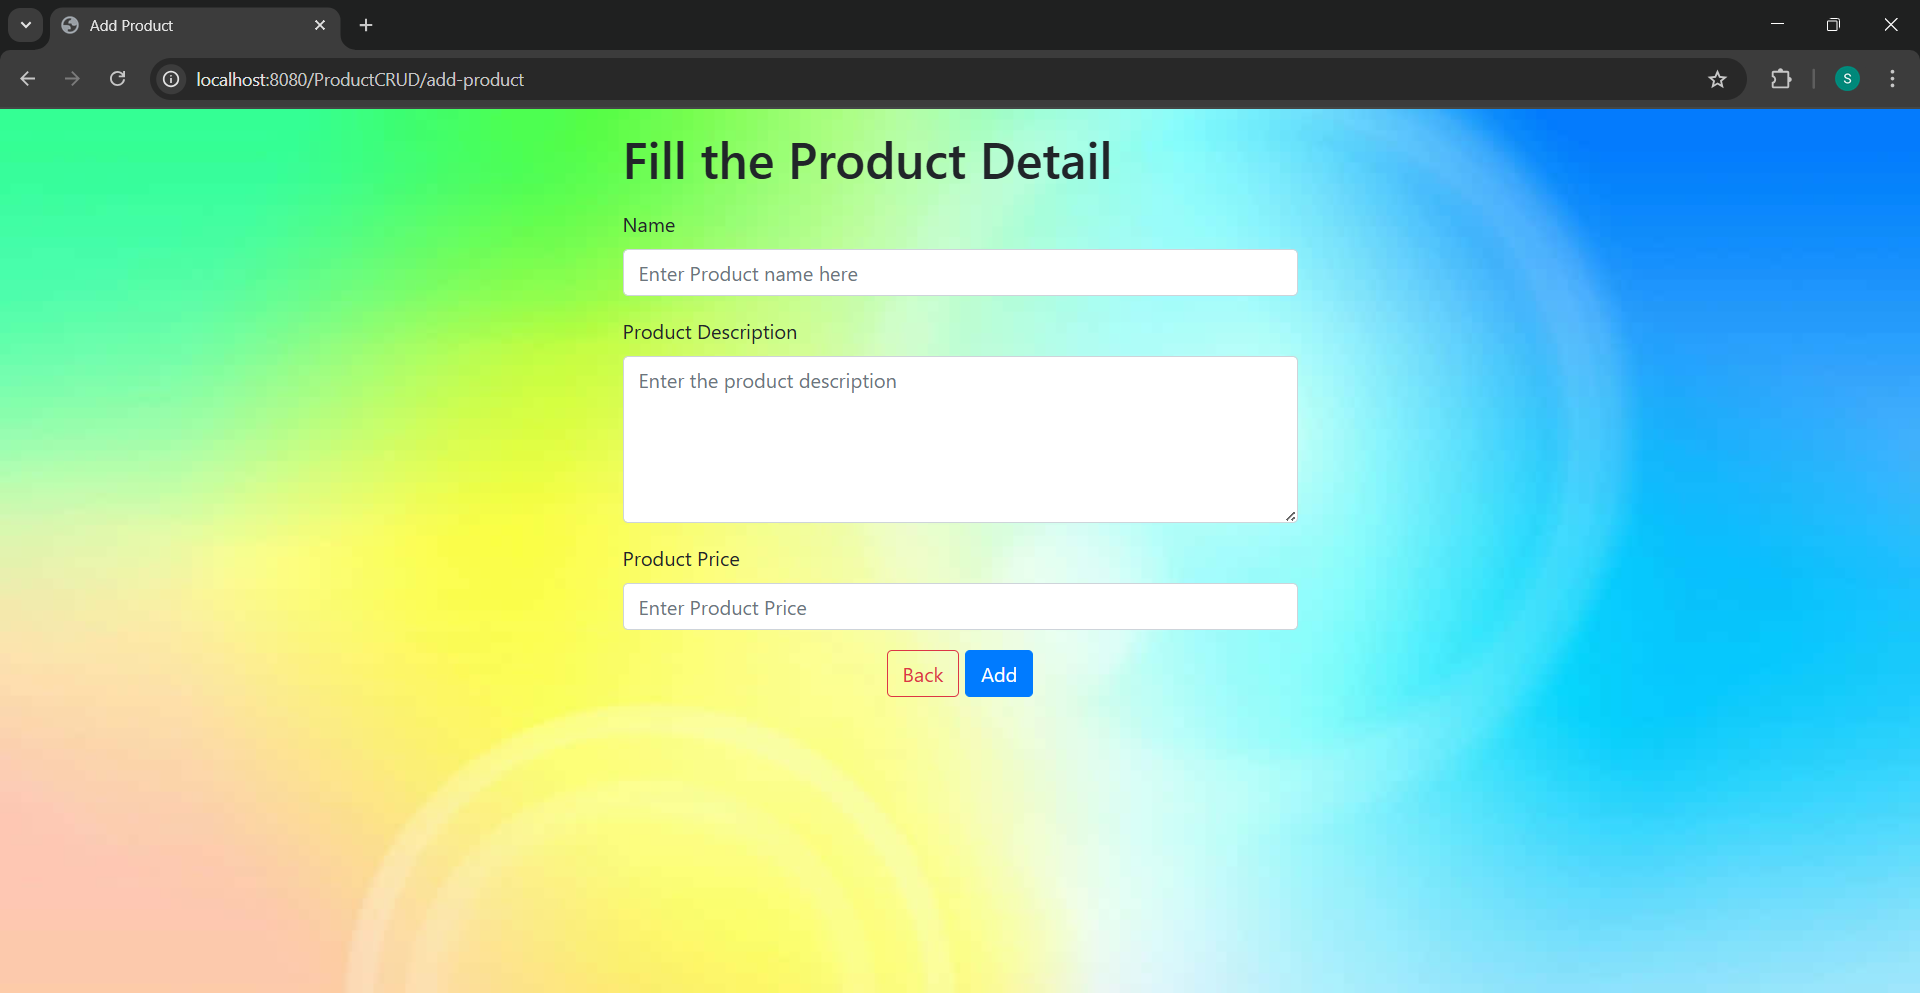 Add Product
localhost:8080/ProductCRUD/add-product
S
Fill the Product Detail
Name
Enter Product name here
Product Description
Enter the product description
Product Price
Enter Product Price
Back Add